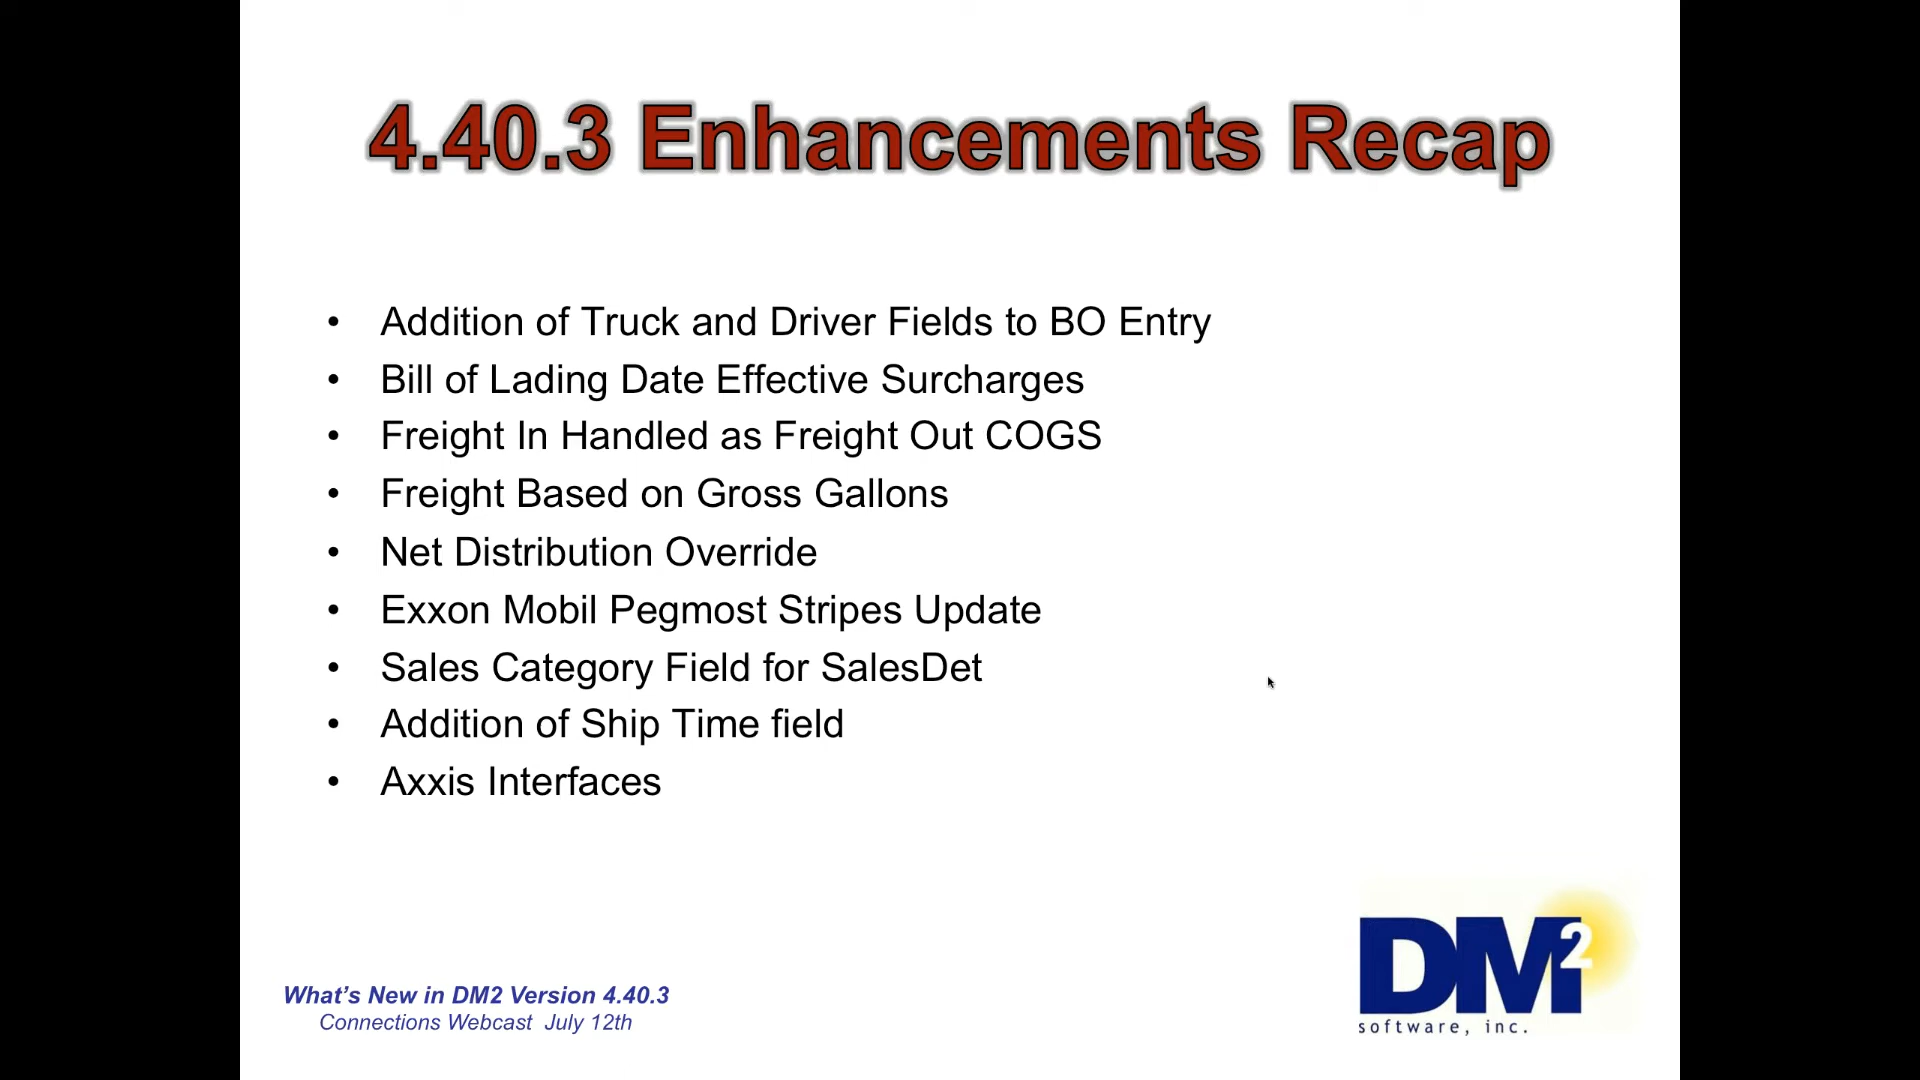 4.40.3 Enhancements Recap
• Addition of Truck and Driver Fields to BO Entry
• Bill of Lading Date Effective Surcharges
• Freight In Handled as Freight Out COGS
• Freight Based on Gross Gallons
• Net Distribution Override
• Exxon Mobil Pegmost Stripes Update
• Sales Category Field for SalesDet
• Addition of Ship Time field
• Axxis Interfaces
What's New in DM2 Version 4.40.3
Connections Webcast July 12th
DM2
software, inc.